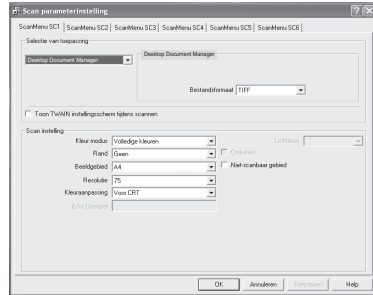 Scan parameterinstelling
ScanMenu SC1 ScanMenu SC2 ScanMenu SC3 ScanMenu SC4 ScanMenu SC5 ScanMenu SC6
Selectie van toepassing
Desktop Document Manager
Desktop Document Manager
Bestandsformaat TIFF
Toon TWAIN instellingsscherm tijdens scannen
Scan instelling
Kleur modus Volledige kleuren Lichtbron
Rand Geen Omkeren
Beeldgebied A4 Niet-scanbaar gebied
Resolutie 75
Kleuraanpassing Voor CRT
B/W Drempel
OK Annuleren Toepassen Help